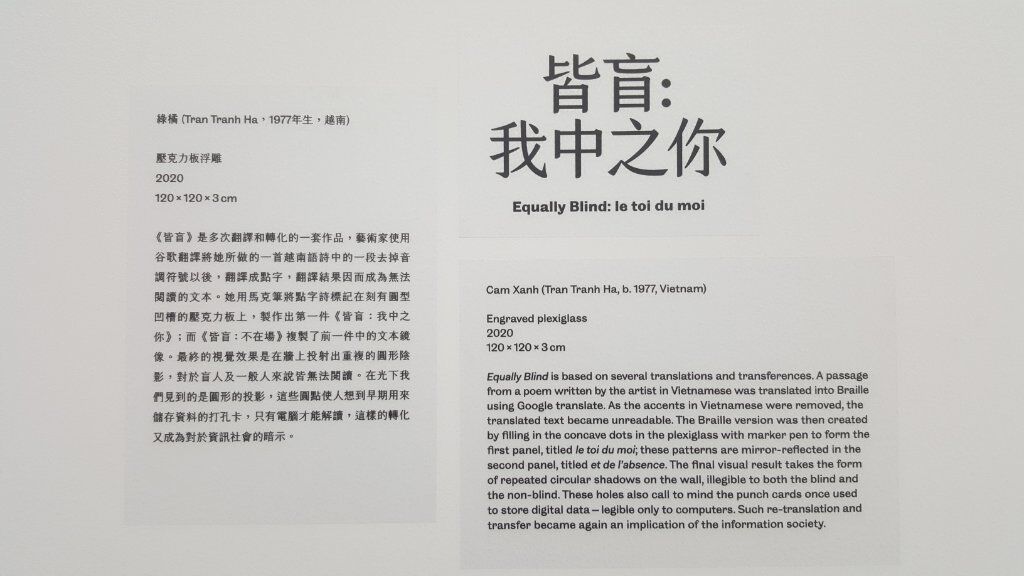 皆盲:
我中之你
Equally Blind: le toi du moi
綠橘 (Tran Tranh Ha，1977年生，越南)
壓克力板浮雕
2020
120 × 120 × 3 cm
《皆盲》是多次翻譯和轉化的一套作品，藝術家使用
谷歌翻譯將她所做的一首越南語詩中的一段去掉音
調符號以後，翻譯成點字，翻譯結果因而成為無法
閱讀的文本。她用馬克筆將點字詩標記在刻有圓型
凹槽的壓克力板上，製作出第一件《皆盲：我中之
你》；而《皆盲：不在場》複製了前一件中的文本鏡
像。最終的視覺效果是在牆上投射出重複的圓形陰
影，對於盲人及一般人來說皆無法閱讀。在光下我
們見到的是圓形的投影，這些圓點使人想到早期用來
儲存資料的打孔卡，只有電腦才能解讀，這樣的轉化
又成為對於資訊社會的暗示。
Cam Xanh (Tran Tranh Ha, b. 1977, Vietnam)
Engraved plexiglass
2020
120 × 120 × 3 cm
Equally Blind is based on several translations and transferences. A passage
from a poem written by the artist in Vietnamese was translated into Braille
using Google translate. As the accents in Vietnamese were removed, the
translated text became unreadable. The Braille version was then created
by filling in the concave dots in the plexiglass with marker pen to form the
first panel, titled le toi du moi; these patterns are mirror-reflected in the
second panel, titled et de l'absence. The final visual result takes the form
of repeated circular shadows on the wall, illegible to both the blind and
the non-blind. These holes also call to mind the punch cards once used
to store digital data – legible only to computers. Such re-translation and
transfer became again an implication of the information society.